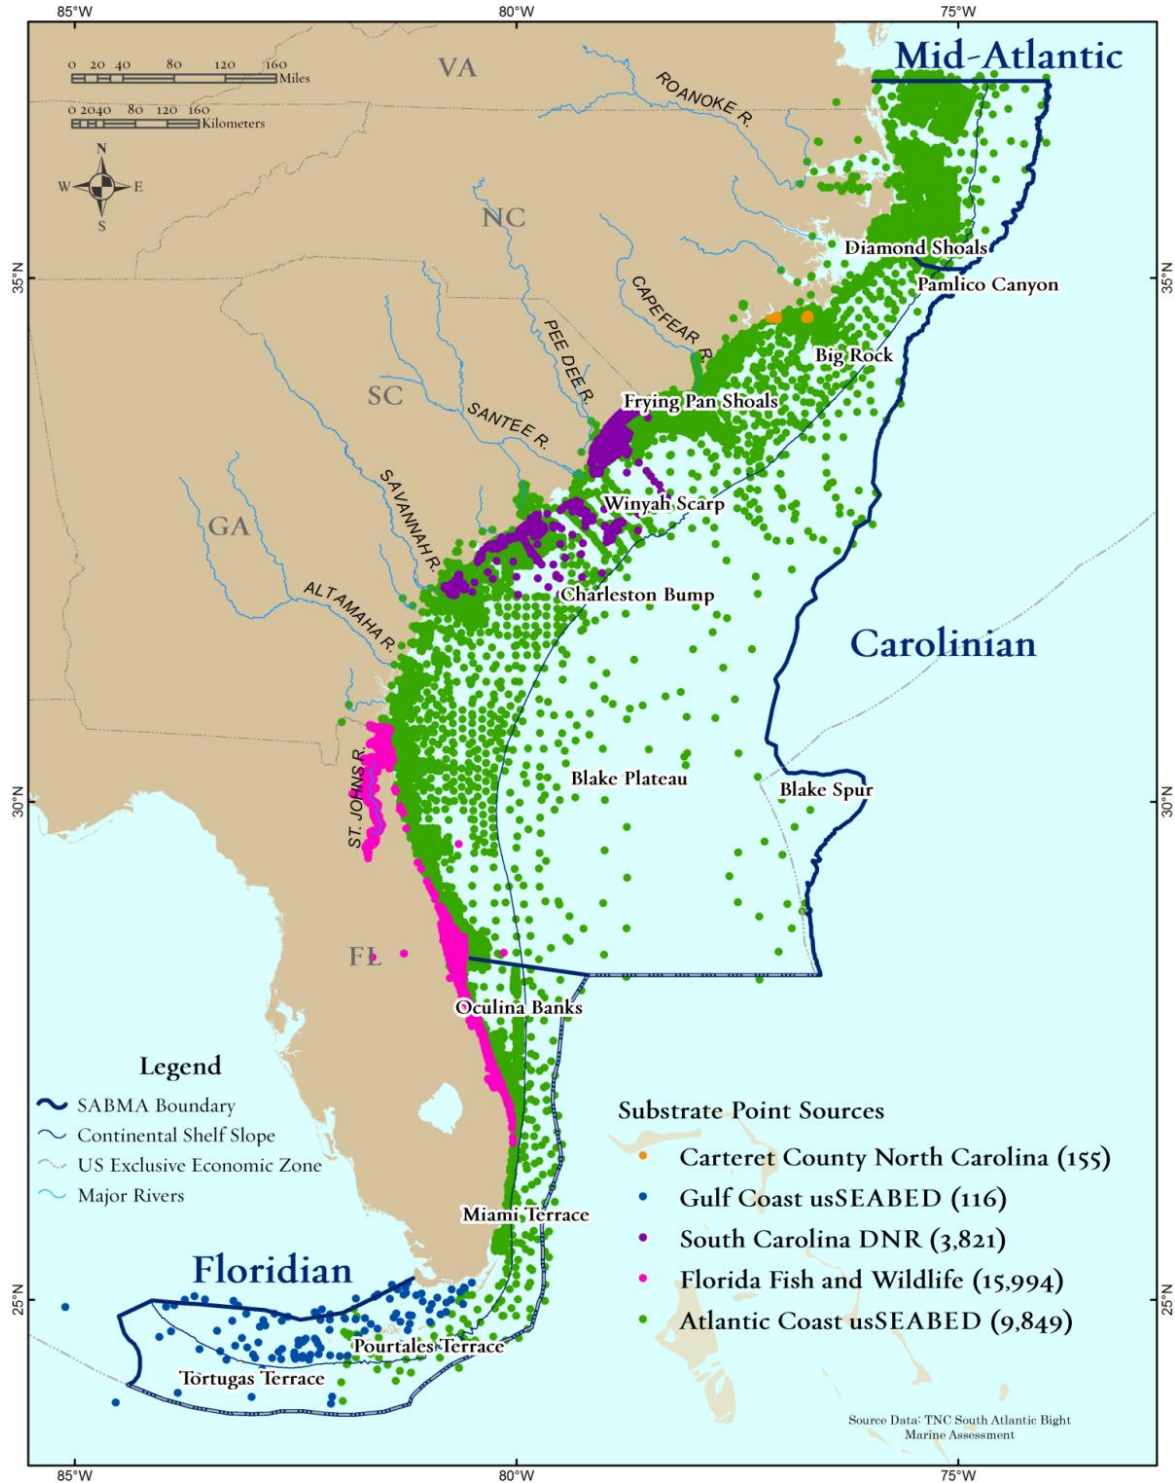 85°W
80°W
75°W
Mid-Atlantic
0 20 40 80 120 160
Miles
0 20 40 80 120 160
Kilometers
N
W E
S
VA
ROANOKE R.
NC
Diamond Shoals
35°N
35°N
Pamlico Canyon
CAPE FEAR R.
PEE DEE R.
Big Rock
SC
Frying Pan Shoals
SANTEE R.
SAVANNAH R.
Winyah Scarp
GA
ALTAMAHA R.
Charleston Bump
Carolinian
ST. JOHNS R.
Blake Plateau
Blake Spur
30°N
30°N
FL
Oculina Banks
Legend
SABMA Boundary
Continental Shelf Slope
US Exclusive Economic Zone
Major Rivers
Substrate Point Sources
Carteret County North Carolina (155)
Gulf Coast usSEABED (116)
South Carolina DNR (3,821)
Florida Fish and Wildlife (15,994)
Atlantic Coast usSEABED (9,849)
Miami Terrace
Floridian
25°N
25°N
Pourtales Terrace
Tortugas Terrace
Source Data: TNC South Atlantic Bight
Marine Assessment
85°W
80°W
75°W